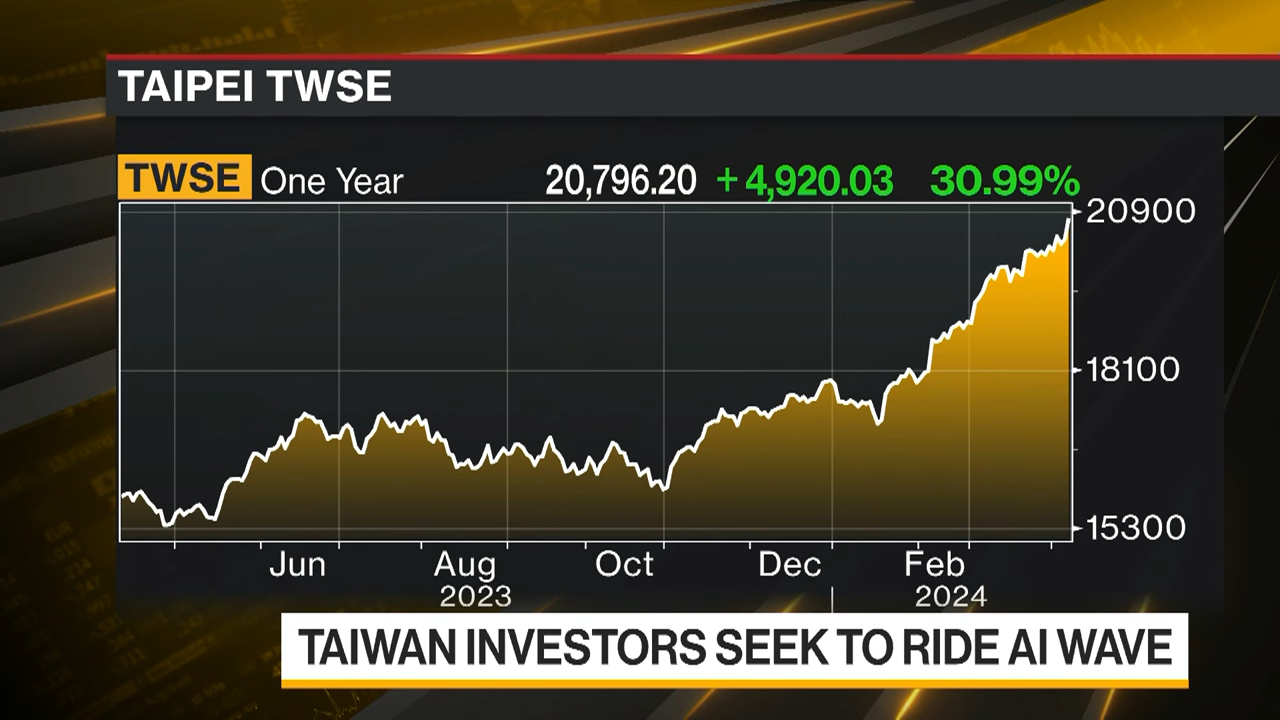 TAIPEI TWSE
TWSE One Year 20,796.20 +4,920.03 30.99%
20900
18100
15300
Jun Aug Oct Dec Feb
2023 2024
TAIWAN INVESTORS SEEK TO RIDE AI WAVE